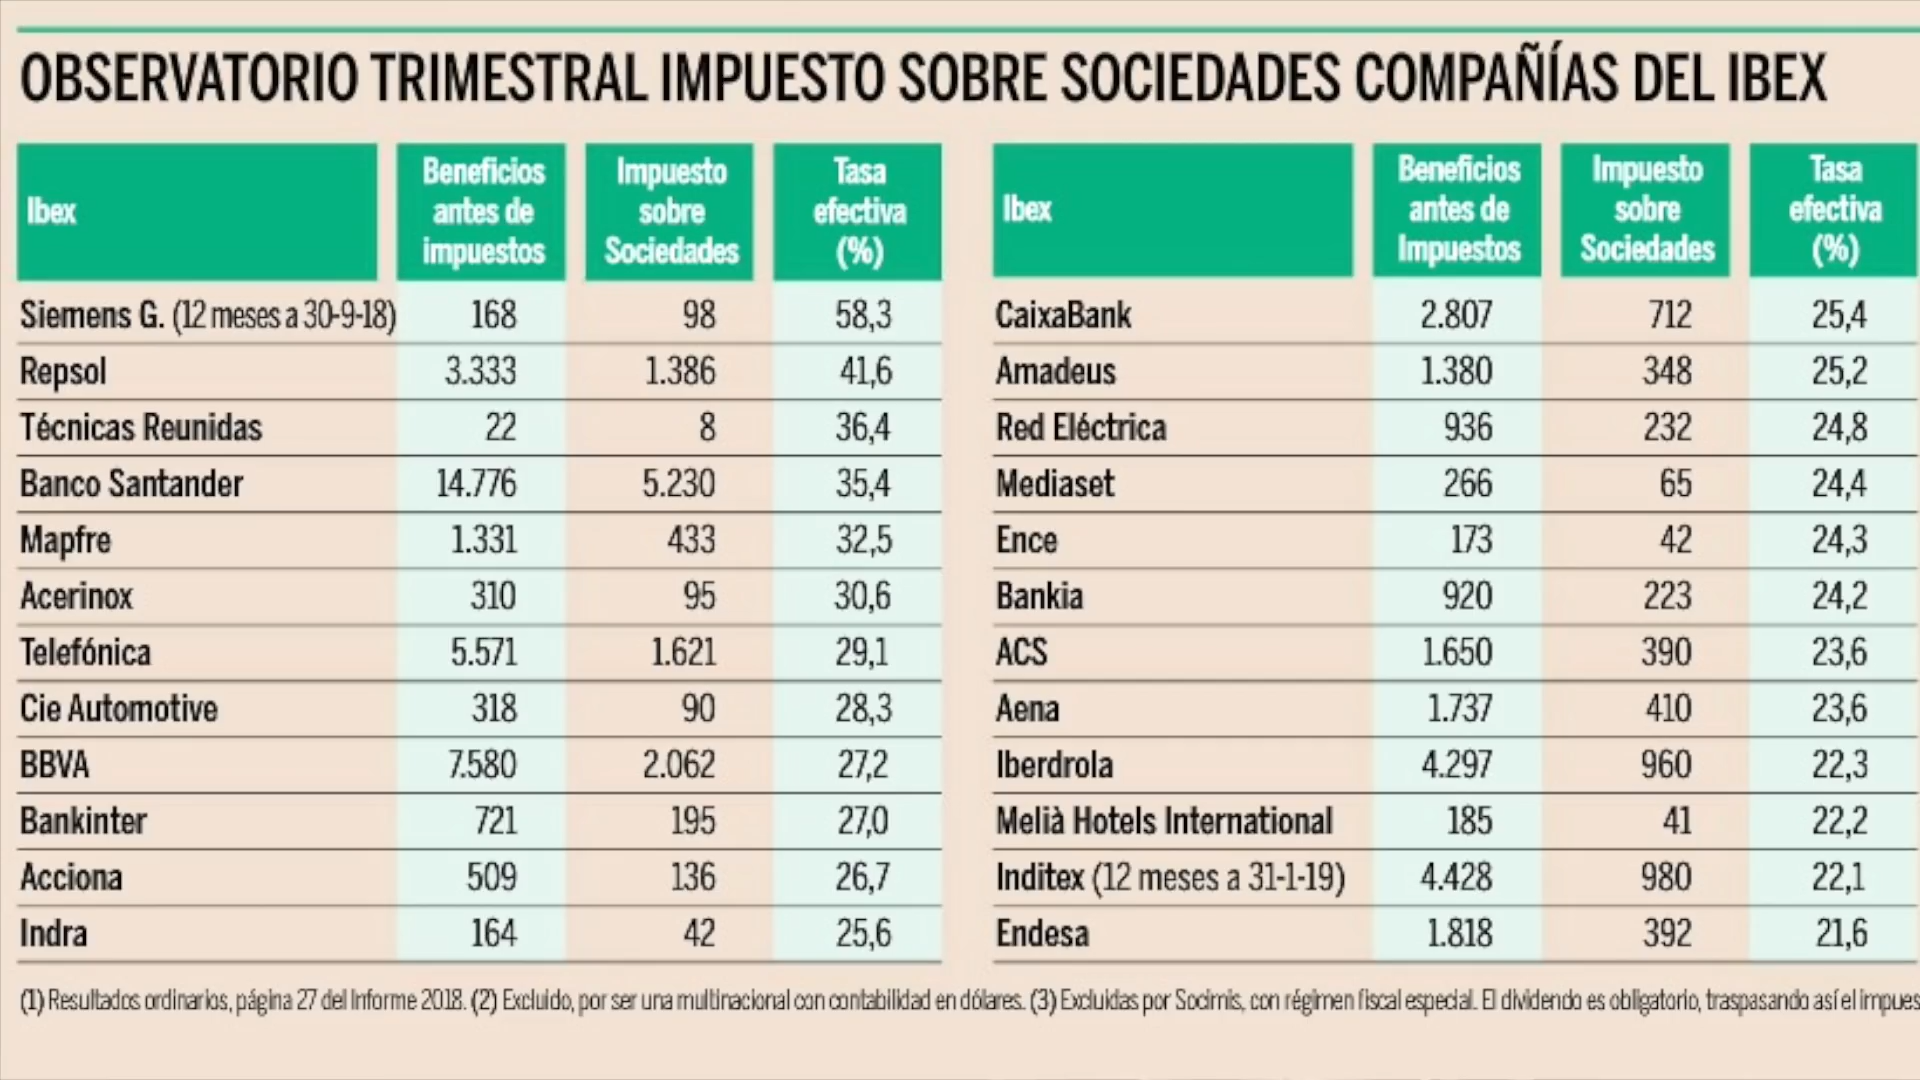 OBSERVATORIO TRIMESTRAL IMPUESTO SOBRE SOCIEDADES COMPAÑÍAS DEL IBEX
Ibex Beneficios antes de impuestos Impuesto sobre Sociedades Tasa efectiva (%)
Siemens G. (12 meses a 30-9-18) 168 98 58,3
Repsol 3.333 1.386 41,6
Técnicas Reunidas 22 8 36,4
Banco Santander 14.776 5.230 35,4
Mapfre 1.331 433 32,5
Acerinox 310 95 30,6
Telefónica 5.571 1.621 29,1
Cie Automotive 318 90 28,3
BBVA 7.580 2.062 27,2
Bankinter 721 195 27,0
Acciona 509 136 26,7
Indra 164 42 25,6
Ibex Beneficios antes de Impuestos Impuesto sobre Sociedades Tasa efectiva (%)
CaixaBank 2.807 712 25,4
Amadeus 1.380 348 25,2
Red Eléctrica 936 232 24,8
Mediaset 266 65 24,4
Ence 173 42 24,3
Bankia 920 223 24,2
ACS 1.650 390 23,6
Aena 1.737 410 23,6
Iberdrola 4.297 960 22,3
Melià Hotels International 185 41 22,2
Inditex (12 meses a 31-1-19) 4.428 980 22,1
Endesa 1.818 392 21,6
(1) Resultados ordinarios, página 27 del Informe 2018. (2) Excluido, por ser una multinacional con contabilidad en dólares. (3) Excluidas por Socimis, con régimen fiscal especial. El dividendo es obligatorio, traspasando así el impues